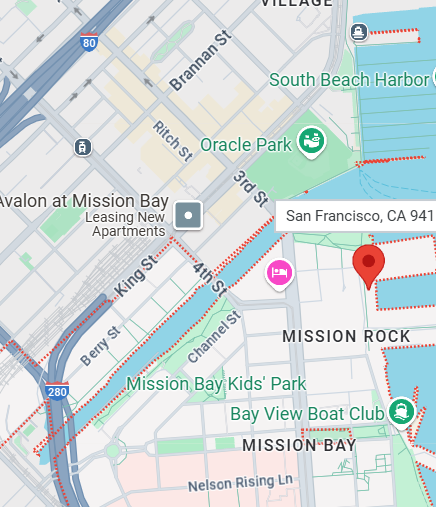 VILLAGE
80
Brannan St
South Beach Harbor
Ritch St
Oracle Park
3rd St
Avalon at Mission Bay
Leasing New
Apartments
San Francisco, CA 941
King St
4th St
Berry St
Channel St
MISSION ROCK
280
Mission Bay Kids' Park
Bay View Boat Club
MISSION BAY
Nelson Rising Ln